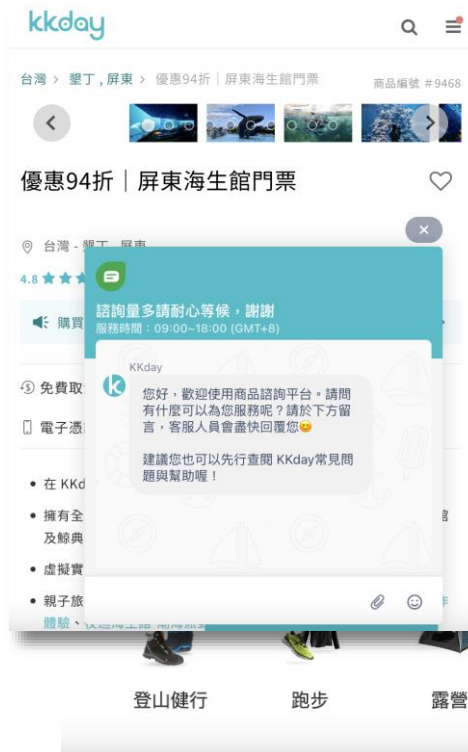 kkday
台灣 > 墾丁 , 屏東 > 優惠94折｜屏東海生館門票
商品編號 #9468
優惠94折｜屏東海生館門票
台灣 - 墾丁, 屏東
4.8
諮詢量多請耐心等候，謝謝
服務時間：09:00~18:00 (GMT+8)
購買
KKday
免費取
您好，歡迎使用商品諮詢平台。請問
有什麼可以為您服務呢？請於下方留
言，客服人員會盡快回覆您😊
電子憑
建議您也可以先行查閱 KKday常見問
題與幫助喔！
在 KKd
擁有全
館
及鯨典
虛擬實
親子旅
作
體驗、夜宿海生館
登山健行
跑步
露營